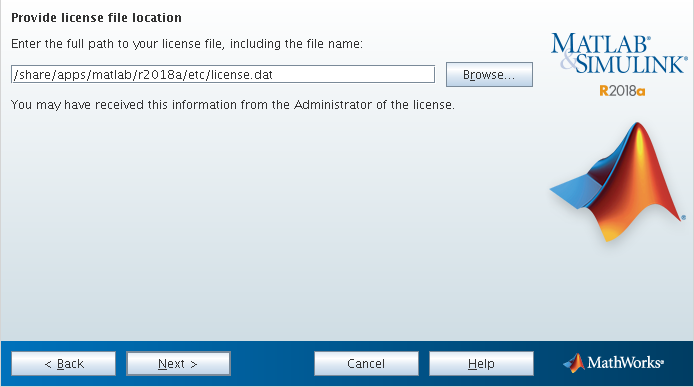 Provide license file location
Enter the full path to your license file, including the file name:
/share/apps/matlab/r2018a/etc/license.dat
Browse...
You may have received this information from the Administrator of the license.
MATLAB®
&SIMULINK®
R2018a
®
< Back
Next >
Cancel
Help
MathWorks®